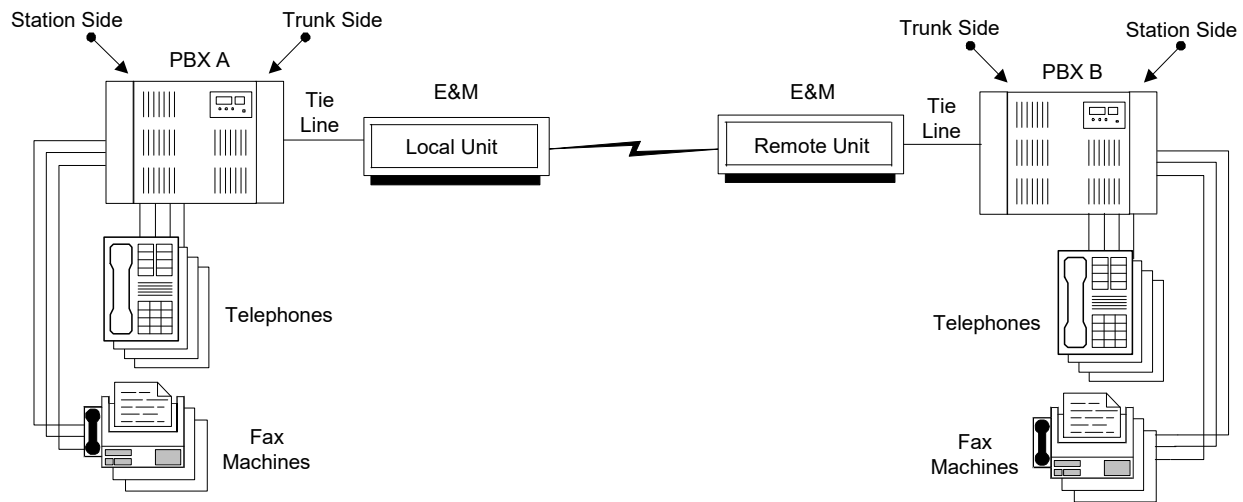 Station Side
Trunk Side
PBX A
Tie
Line
E&M
Local Unit
E&M
Remote Unit
Tie
Line
Trunk Side
Station Side
PBX B
Telephones
Fax
Machines
Telephones
Fax
Machines